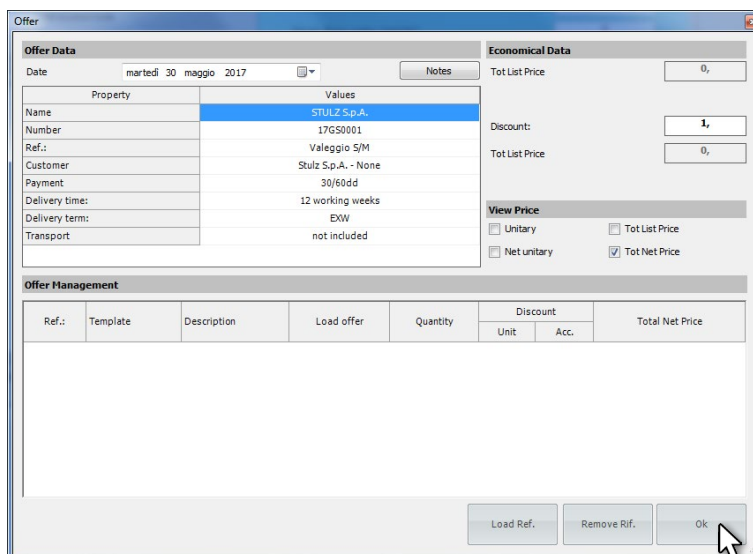 Offer
Offer Data
Date martedì 30 maggio 2017 Notes
Property Values
Name STULZ S.p.A.
Number 17GS0001
Ref.: Valeggio S/M
Customer Stulz S.p.A. - None
Payment 30/60dd
Delivery time: 12 working weeks
Delivery term: EXW
Transport not included
Economical Data
Tot List Price 0,
Discount: 1,
Tot List Price 0,
View Price
Unitary Tot List Price
Net unitary Tot Net Price
Offer Management
Ref.: Template Description Load offer Quantity Discount Total Net Price
Unit Acc.
Load Ref. Remove Rif. Ok